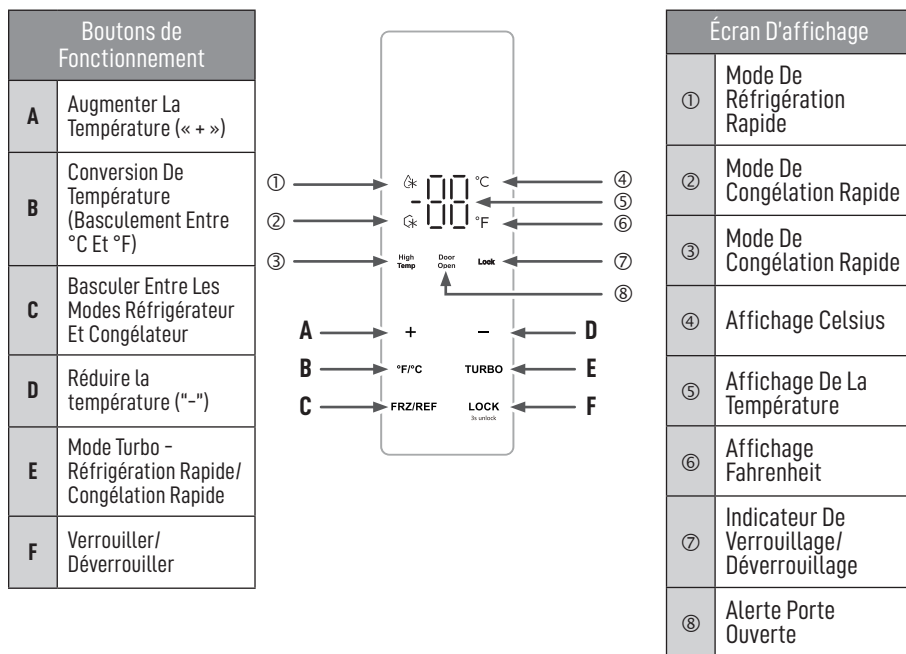 Boutons de
Fonctionnement
A
Augmenter La
Température (« + »)
B
Conversion De
Température
(Basculement Entre
°C Et °F)
C
Basculer Entre Les
Modes Réfrigérateur
Et Congélateur
D
Réduire la
température ("-")
E
Mode Turbo -
Réfrigération Rapide/
Congélation Rapide
F
Verrouiller/
Déverrouiller
①
②
③
-88
°C
°F
④
⑤
⑥
High
Temp
Door
Open
Lock
⑦
⑧
A
+
−
D
B
°F/°C
TURBO
E
C
FRZ/REF
LOCK
3s unlock
F
Écran D'affichage
①
Mode De
Réfrigération
Rapide
②
Mode De
Congélation Rapide
③
Mode De
Congélation Rapide
④
Affichage Celsius
⑤
Affichage De La
Température
⑥
Affichage
Fahrenheit
⑦
Indicateur De
Verrouillage/
Déverrouillage
⑧
Alerte Porte
Ouverte